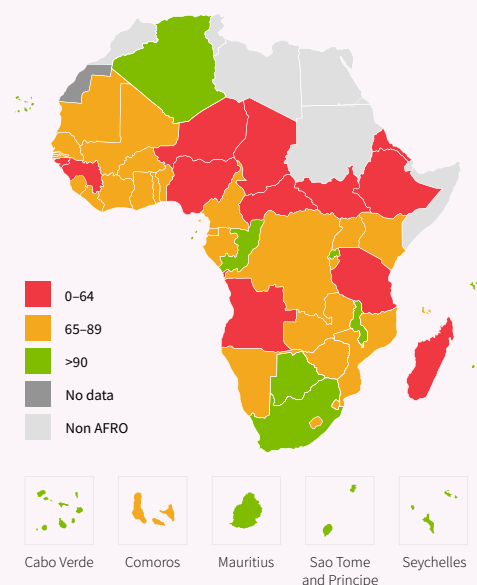 0–64
65–89
>90
No data
Non AFRO
Cabo Verde
Comoros
Mauritius
Sao Tome
and Principe
Seychelles